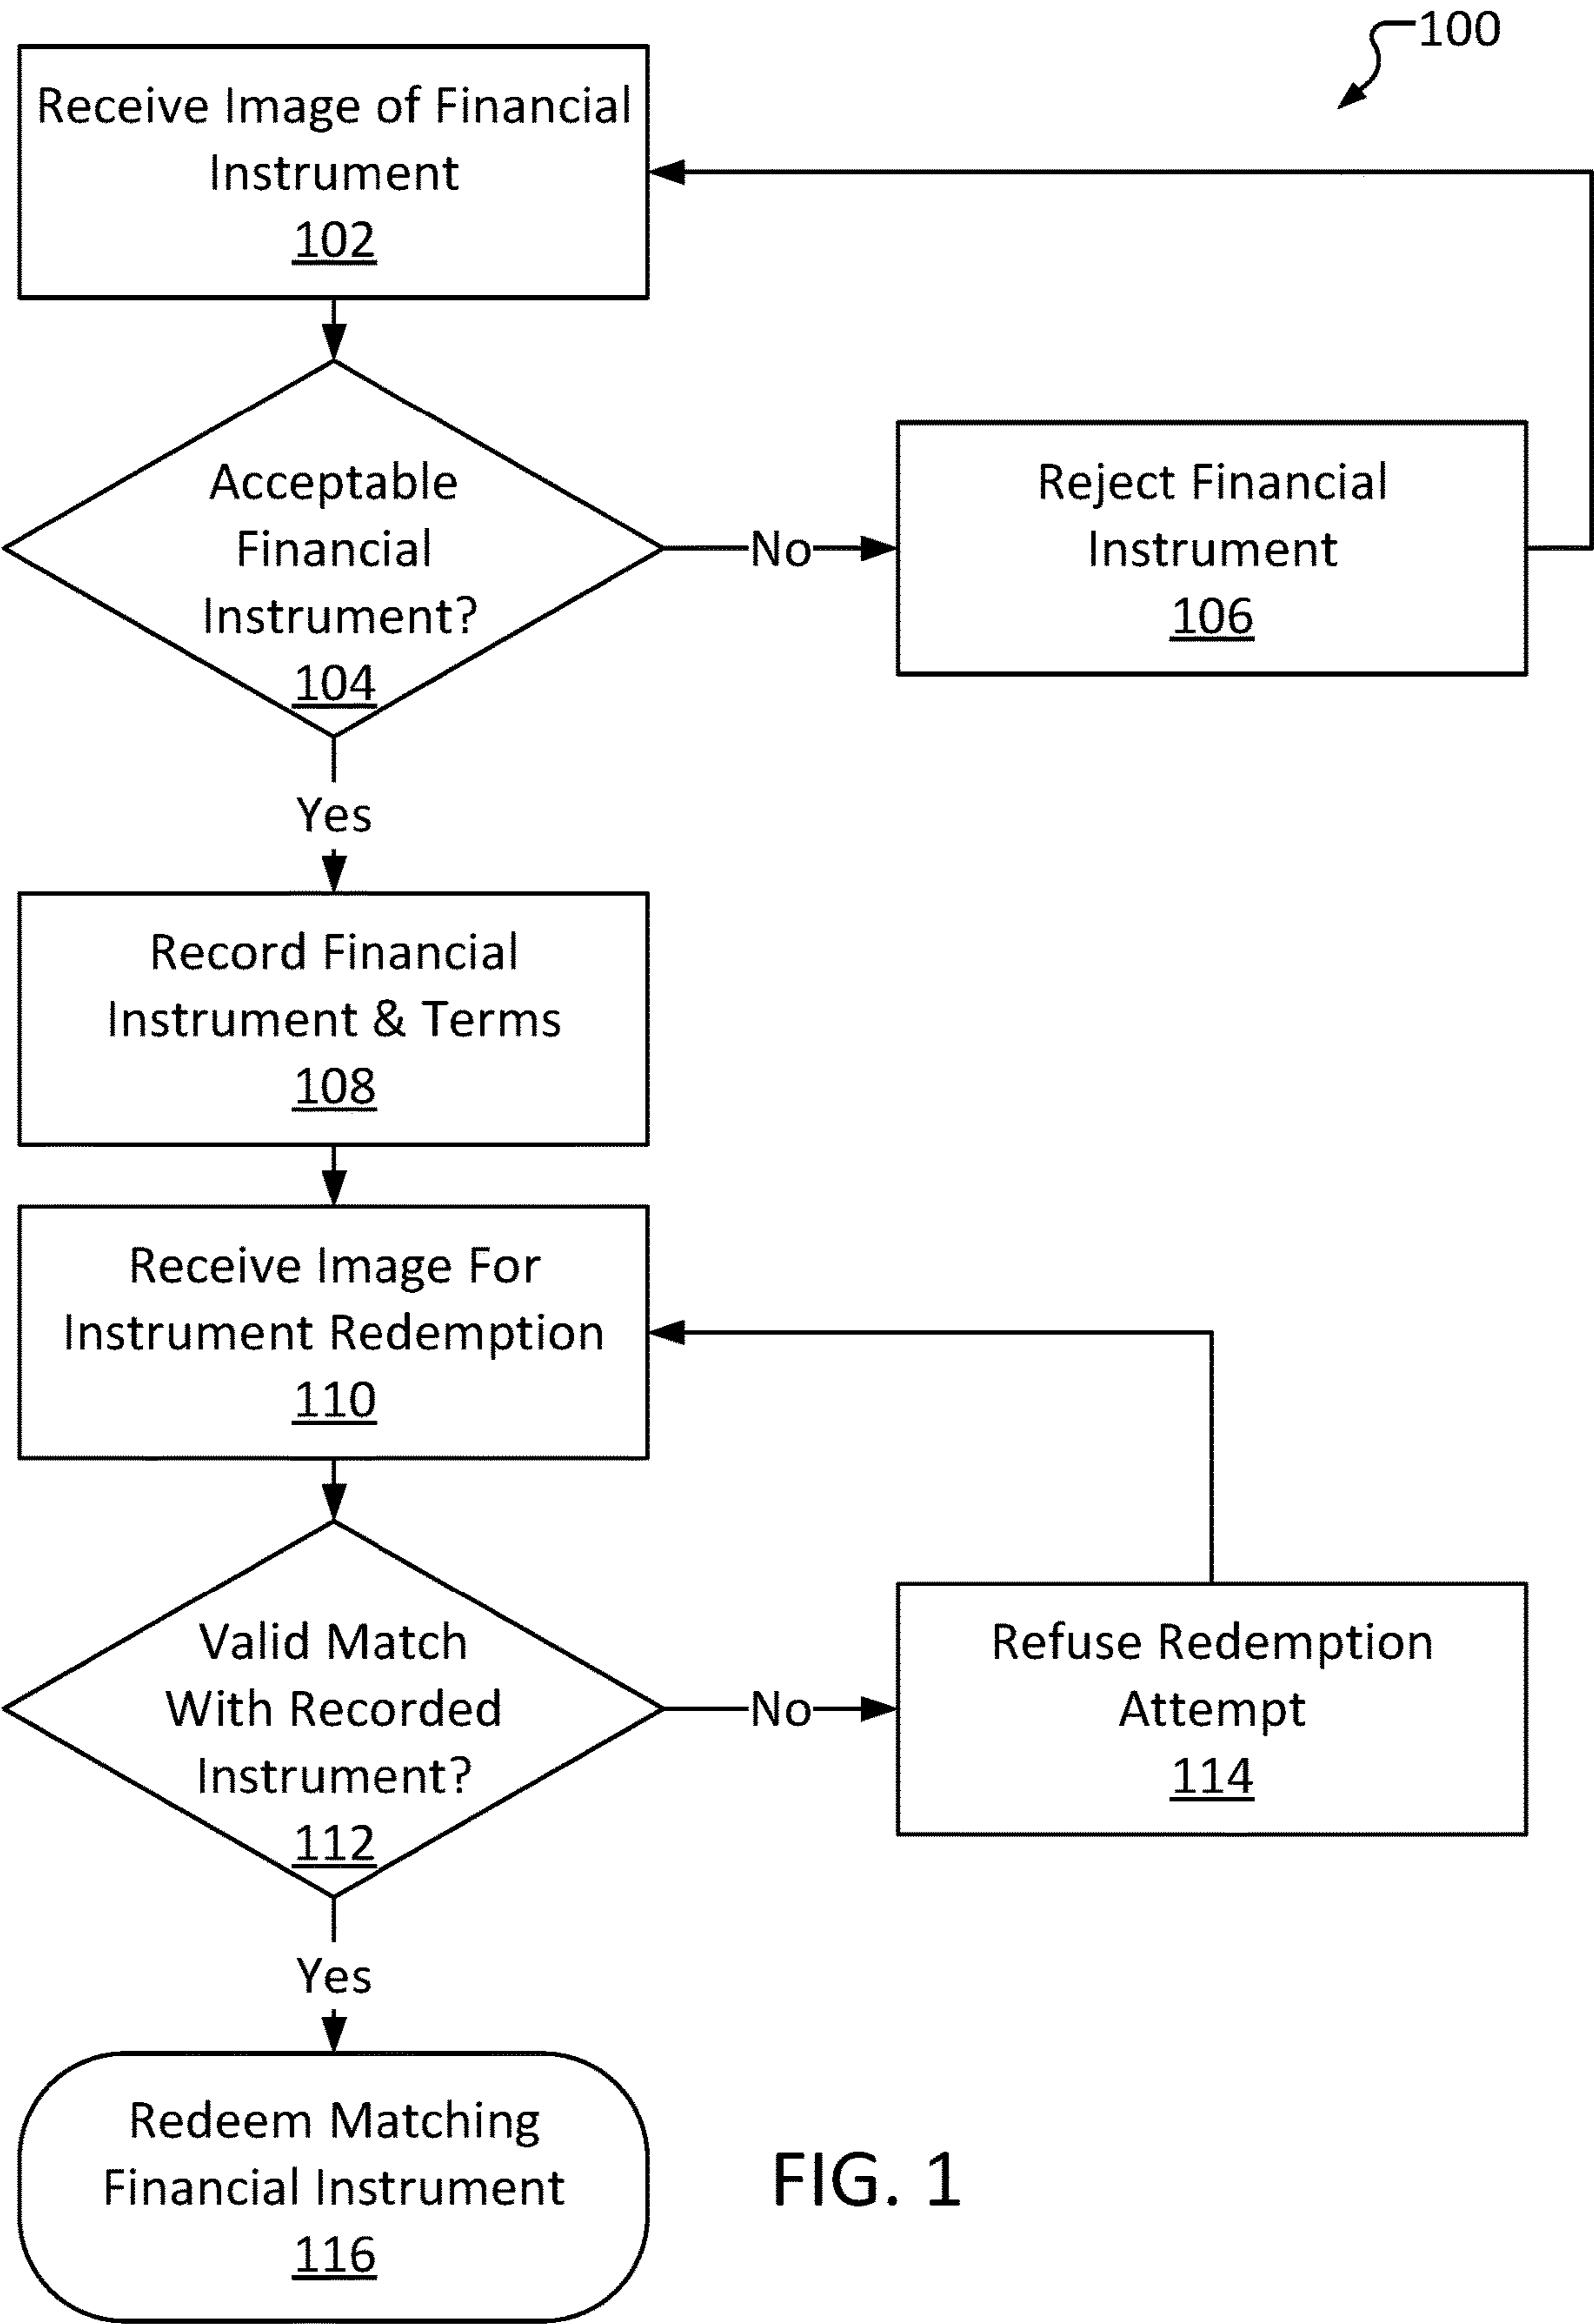 100
Receive Image of Financial
Instrument
102
Acceptable
Financial
Instrument?
104
No
Reject Financial
Instrument
106
Yes
Record Financial
Instrument & Terms
108
Receive Image For
Instrument Redemption
110
Valid Match
With Recorded
Instrument?
112
No
Refuse Redemption
Attempt
114
Yes
Redeem Matching
Financial Instrument
116
FIG. 1